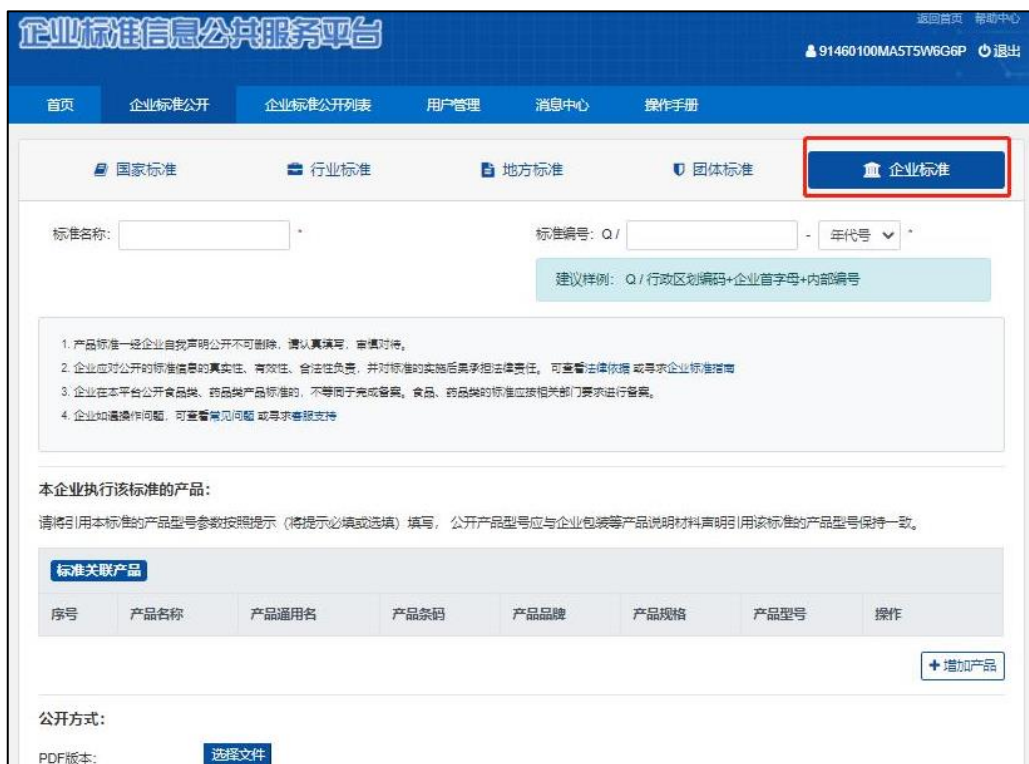 返回首页 帮助中心
企业标准信息公共服务平台
91460100MA5T5W6G6P 退出
首页 企业标准公开 企业标准公开列表 用户管理 消息中心 操作手册
国家标准 行业标准 地方标准 团体标准 企业标准
标准名称: * 标准编号: Q / - 年代号 *
建议样例: Q / 行政区划编码+企业首字母+内部编号
1. 产品标准一经企业自我声明公开不可删除，请认真填写，审慎对待。
2. 企业应对公开的标准信息的真实性、有效性、合法性负责，并对标准的实施后果承担法律责任。 可查看法律依据 或寻求企业标准指南
3. 企业在本平台公开食品类、药品类产品标准的，不等同于完成备案。食品、药品类的标准应按相关部门要求进行备案。
4. 企业如遇操作问题，可查看常见问题 或寻求客服支持
本企业执行该标准的产品：
请将引用本标准的产品型号参数按照提示（将提示必填或选填）填写， 公开产品型号应与企业包装等产品说明材料声明引用该标准的产品型号保持一致。
标准关联产品
序号 产品名称 产品通用名 产品条码 产品品牌 产品规格 产品型号 操作
+增加产品
公开方式：
PDF版本: 选择文件